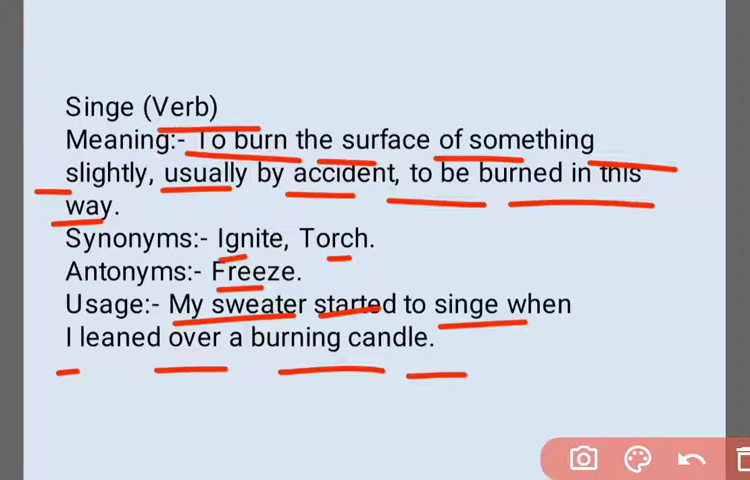 Singe (Verb)
Meaning:- To burn the surface of something
slightly, usually by accident, to be burned in this
way.
Synonyms:- Ignite, Torch.
Antonyms:- Freeze.
Usage:- My sweater started to singe when
I leaned over a burning candle.